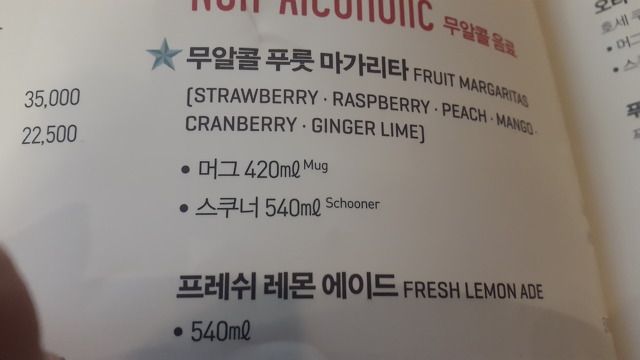 Non Alcoholic 무알콜 음료
무알콜 푸룻 마가리타 FRUIT MARGARITAS
35,000
(STRAWBERRY · RASPBERRY · PEACH · MANGO ·
22,500
CRANBERRY · GINGER LIME)
• 머그 420㎖ Mug
• 스쿠너 540㎖ Schooner
프레쉬 레몬 에이드 FRESH LEMON ADE
• 540㎖